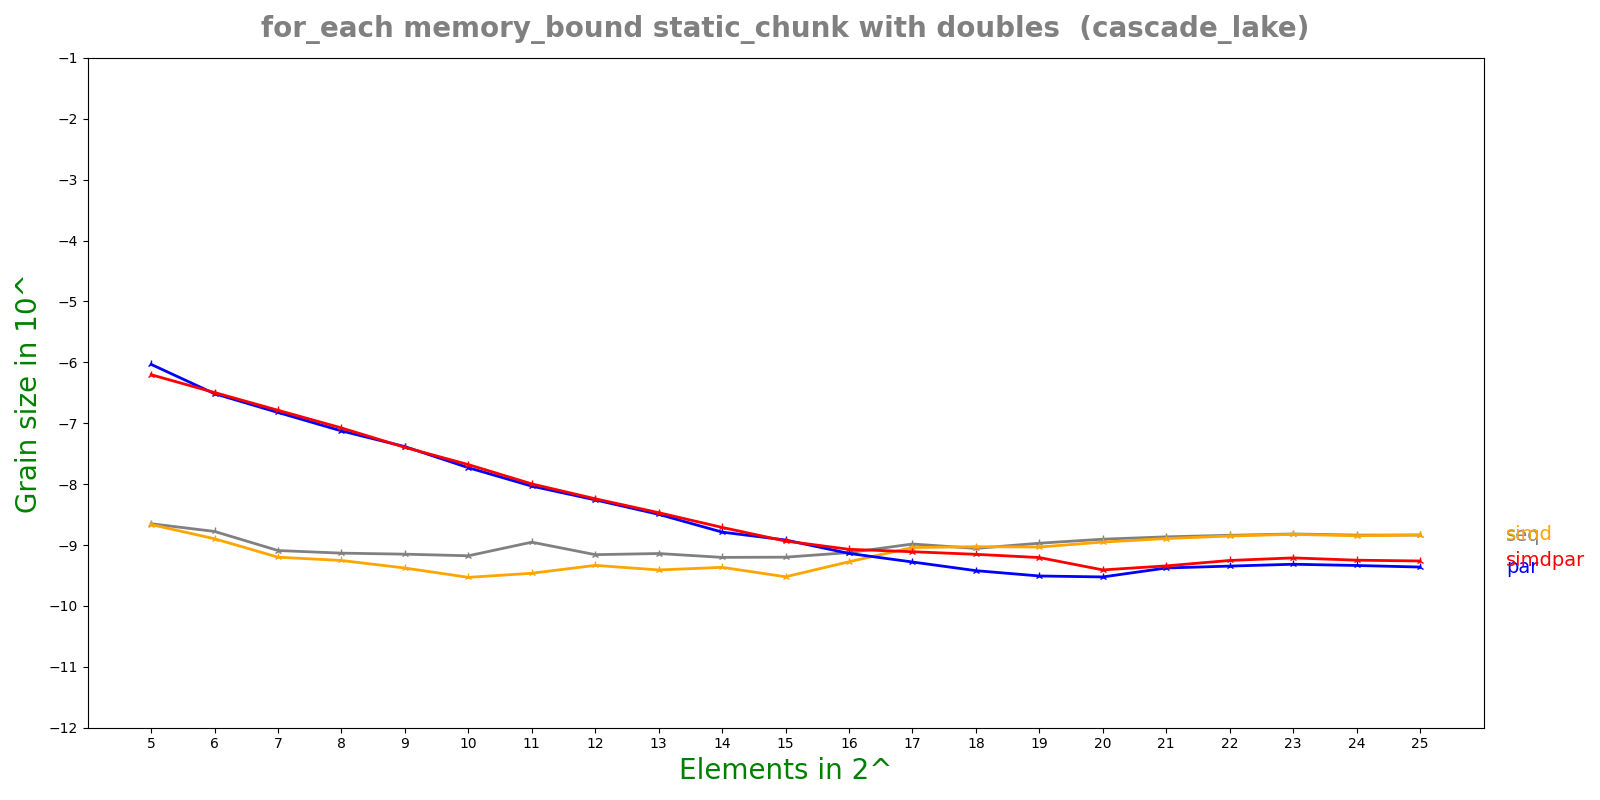 for_each memory_bound static_chunk with doubles  (cascade_lake)
Grain size in 10^
−1
−2
−3
−4
−5
−6
−7
−8
−9
−10
−11
−12
simd
seq
simdpar
par
5 6 7 8 9 10 11 12 13 14 15 16 17 18 19 20 21 22 23 24 25
Elements in 2^